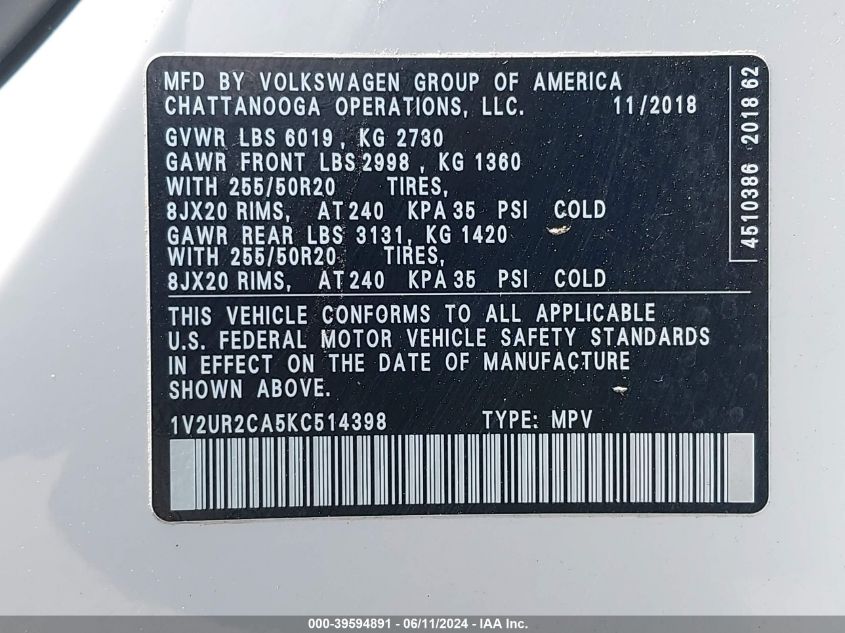 MFD BY VOLKSWAGEN GROUP OF AMERICA
CHATTANOOGA OPERATIONS, LLC. 11/2018
GVWR LBS 6019, KG 2730
GAWR FRONT LBS 2998, KG 1360
WITH 255/50R20 TIRES,
8JX20 RIMS, AT 240 KPA 35 PSI COLD
GAWR REAR LBS 3131, KG 1420
WITH 255/50R20 TIRES,
8JX20 RIMS, AT 240 KPA 35 PSI COLD
THIS VEHICLE CONFORMS TO ALL APPLICABLE
U.S. FEDERAL MOTOR VEHICLE SAFETY STANDARDS
IN EFFECT ON THE DATE OF MANUFACTURE
SHOWN ABOVE.
1V2UR2CA5KC514398 TYPE: MPV
4510386 2018 62
000-39594891 - 06/11/2024 - IAA Inc.